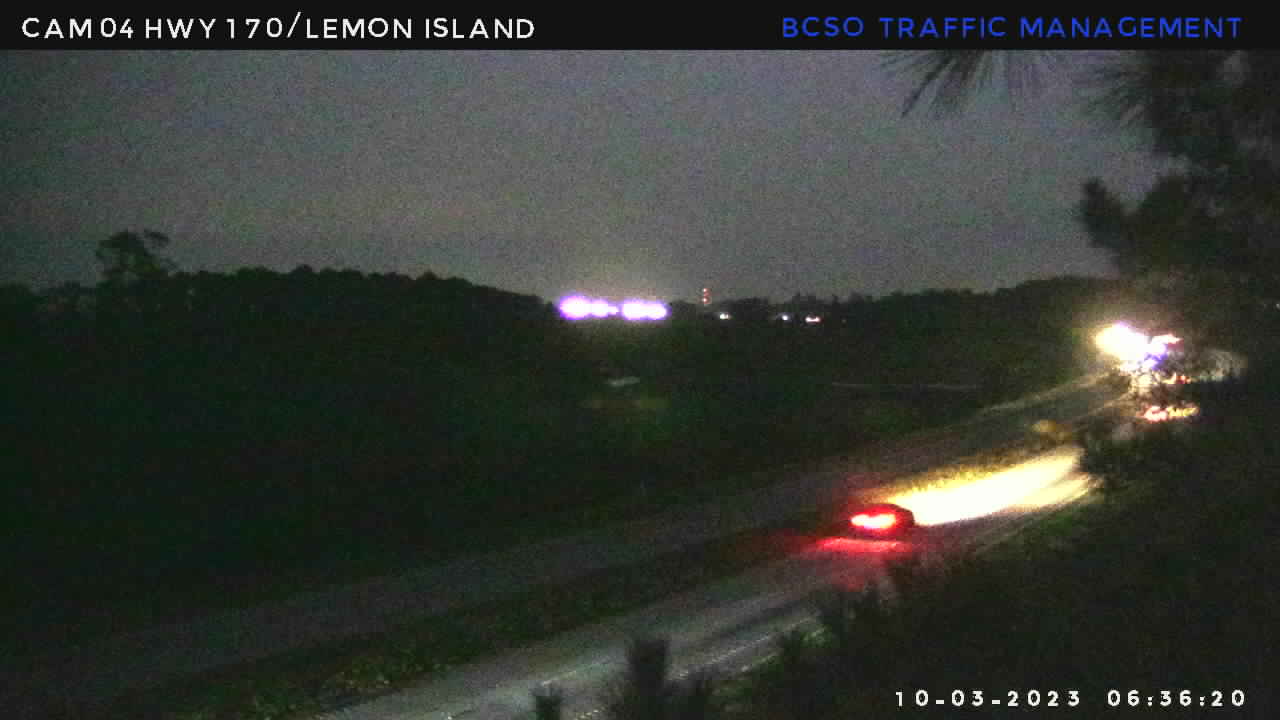 CAM04 HWY 170/LEMON ISLAND
BCSO TRAFFIC MANAGEMENT
10-03-2023 06:36:20